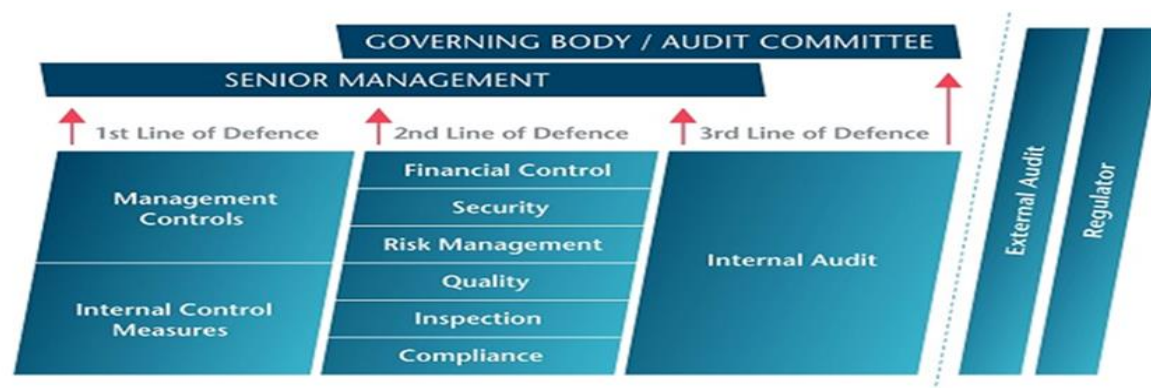 GOVERNING BODY / AUDIT COMMITTEE
SENIOR MANAGEMENT
1st Line of Defence
2nd Line of Defence
3rd Line of Defence
Management
Controls
Internal Control
Measures
Financial Control
Security
Risk Management
Quality
Inspection
Compliance
Internal Audit
External Audit
Regulator